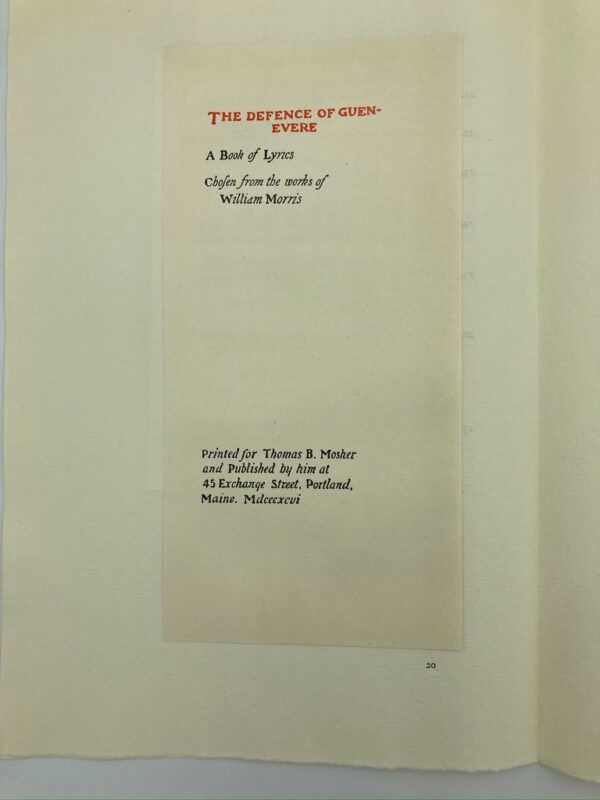 THE DEFENCE OF GUEN-
EVERE
A Book of Lyrics
Choſen from the works of
William Morris
Printed for Thomas B. Mosher
and Published by him at
45 Exchange Street, Portland,
Maine. Mdcccxcvi
20